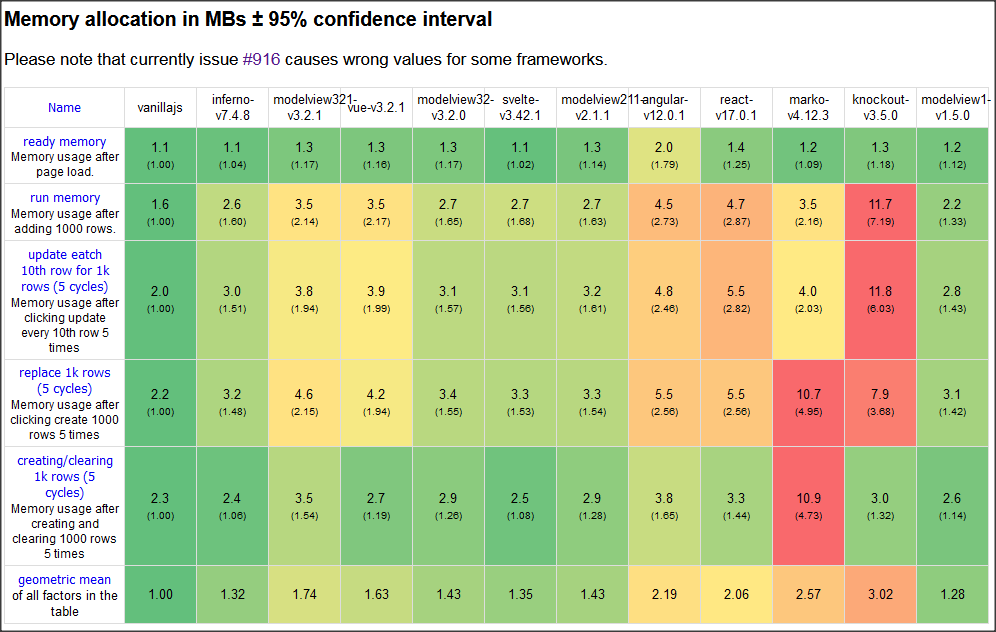 Memory allocation in MBs ± 95% confidence interval
Please note that currently issue #916 causes wrong values for some frameworks.
Name vanillajs inferno-v7.4.8 modelview321-v3.2.1 vue-v3.2.1 modelview32-v3.2.0 svelte-v3.42.1 modelview211-v2.1.1 angular-v12.0.1 react-v17.0.1 marko-v4.12.3 knockout-v3.5.0 modelview1-v1.5.0
ready memory
Memory usage after
page load.
1.1 1.1 1.3 1.3 1.3 1.1 1.3 2.0 1.4 1.2 1.3 1.2
(1.00) (1.04) (1.17) (1.16) (1.17) (1.02) (1.14) (1.79) (1.25) (1.09) (1.18) (1.12)
run memory
Memory usage after
adding 1000 rows.
1.6 2.6 3.5 3.5 2.7 2.7 2.7 4.5 4.7 3.5 11.7 2.2
(1.00) (1.60) (2.14) (2.17) (1.65) (1.68) (1.63) (2.73) (2.87) (2.16) (7.19) (1.33)
update eatch
10th row for 1k
rows (5 cycles)
Memory usage after
clicking update
every 10th row 5
times
2.0 3.0 3.8 3.9 3.1 3.1 3.2 4.8 5.5 4.0 11.8 2.8
(1.00) (1.51) (1.94) (1.99) (1.57) (1.56) (1.61) (2.46) (2.82) (2.03) (6.03) (1.43)
replace 1k rows
(5 cycles)
Memory usage after
clicking create 1000
rows 5 times
2.2 3.2 4.6 4.2 3.4 3.3 3.3 5.5 5.5 10.7 7.9 3.1
(1.00) (1.48) (2.15) (1.94) (1.55) (1.53) (1.54) (2.56) (2.56) (4.95) (3.68) (1.42)
creating/clearing
1k rows (5
cycles)
Memory usage after
creating and
clearing 1000 rows
5 times
2.3 2.4 3.5 2.7 2.9 2.5 2.9 3.8 3.3 10.9 3.0 2.6
(1.00) (1.06) (1.54) (1.19) (1.26) (1.08) (1.28) (1.65) (1.44) (4.73) (1.32) (1.14)
geometric mean
of all factors in the
table
1.00 1.32 1.74 1.63 1.43 1.35 1.43 2.19 2.06 2.57 3.02 1.28